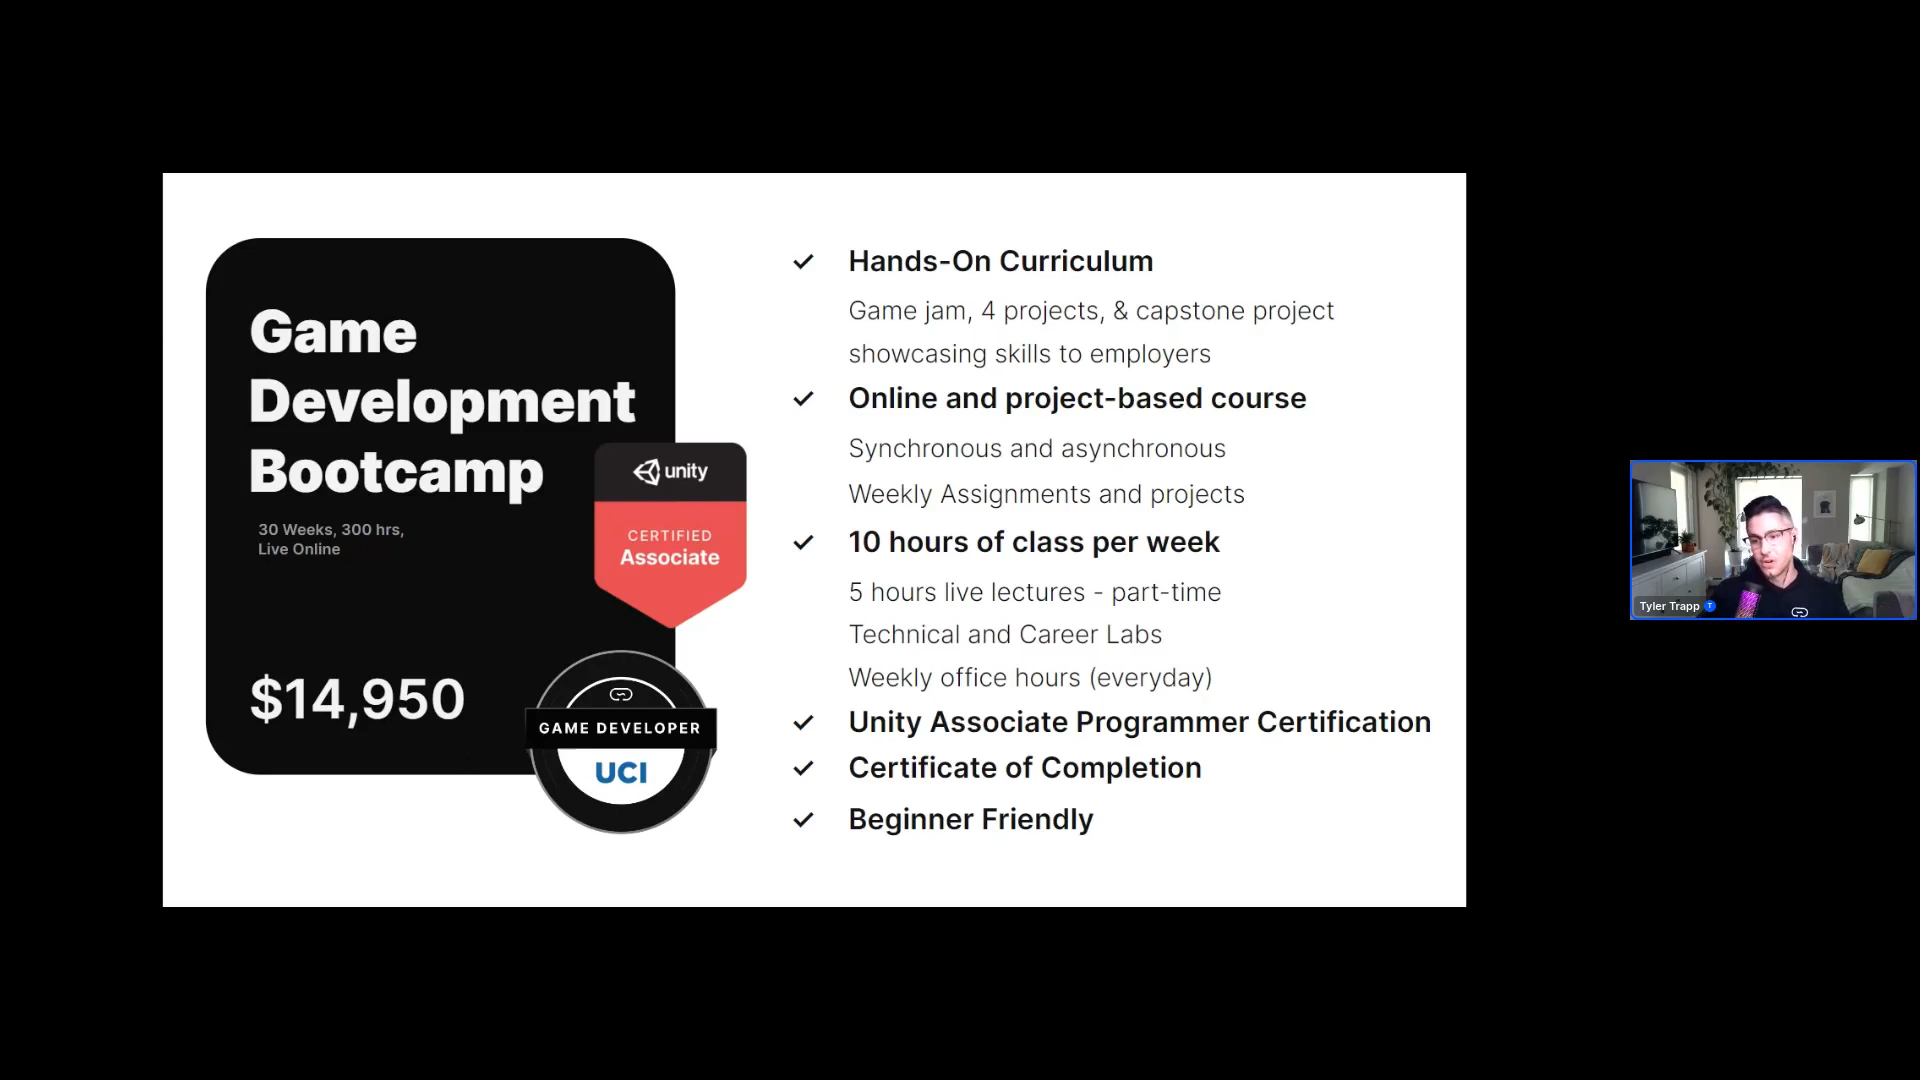 Game
Development
Bootcamp
30 Weeks, 300 hrs,
Live Online
unity
CERTIFIED
Associate
$14,950
GAME DEVELOPER
UCI
Hands-On Curriculum
Game jam, 4 projects, & capstone project
showcasing skills to employers
Online and project-based course
Synchronous and asynchronous
Weekly Assignments and projects
10 hours of class per week
5 hours live lectures - part-time
Technical and Career Labs
Weekly office hours (everyday)
Unity Associate Programmer Certification
Certificate of Completion
Beginner Friendly
Tyler Trapp
T